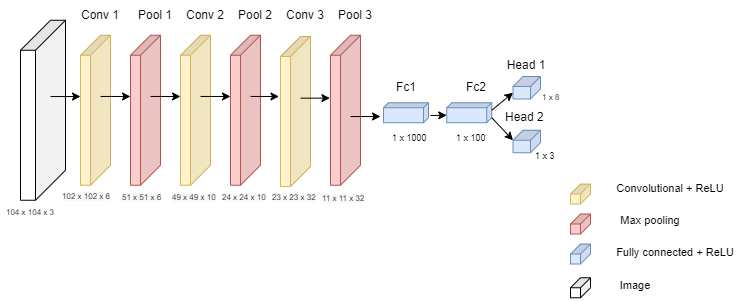 Conv 1
Pool 1
Conv 2
Pool 2
Conv 3
Pool 3
Fc1
Fc2
Head 1
1 x 8
Head 2
1 x 3
1 x 1000
1 x 100
102 x 102 x 6
51 x 51 x 6
49 x 49 x 10
24 x 24 x 10
23 x 23 x 32
11 x 11 x 32
104 x 104 x 3
Convolutional + ReLU
Max pooling
Fully connected + ReLU
Image